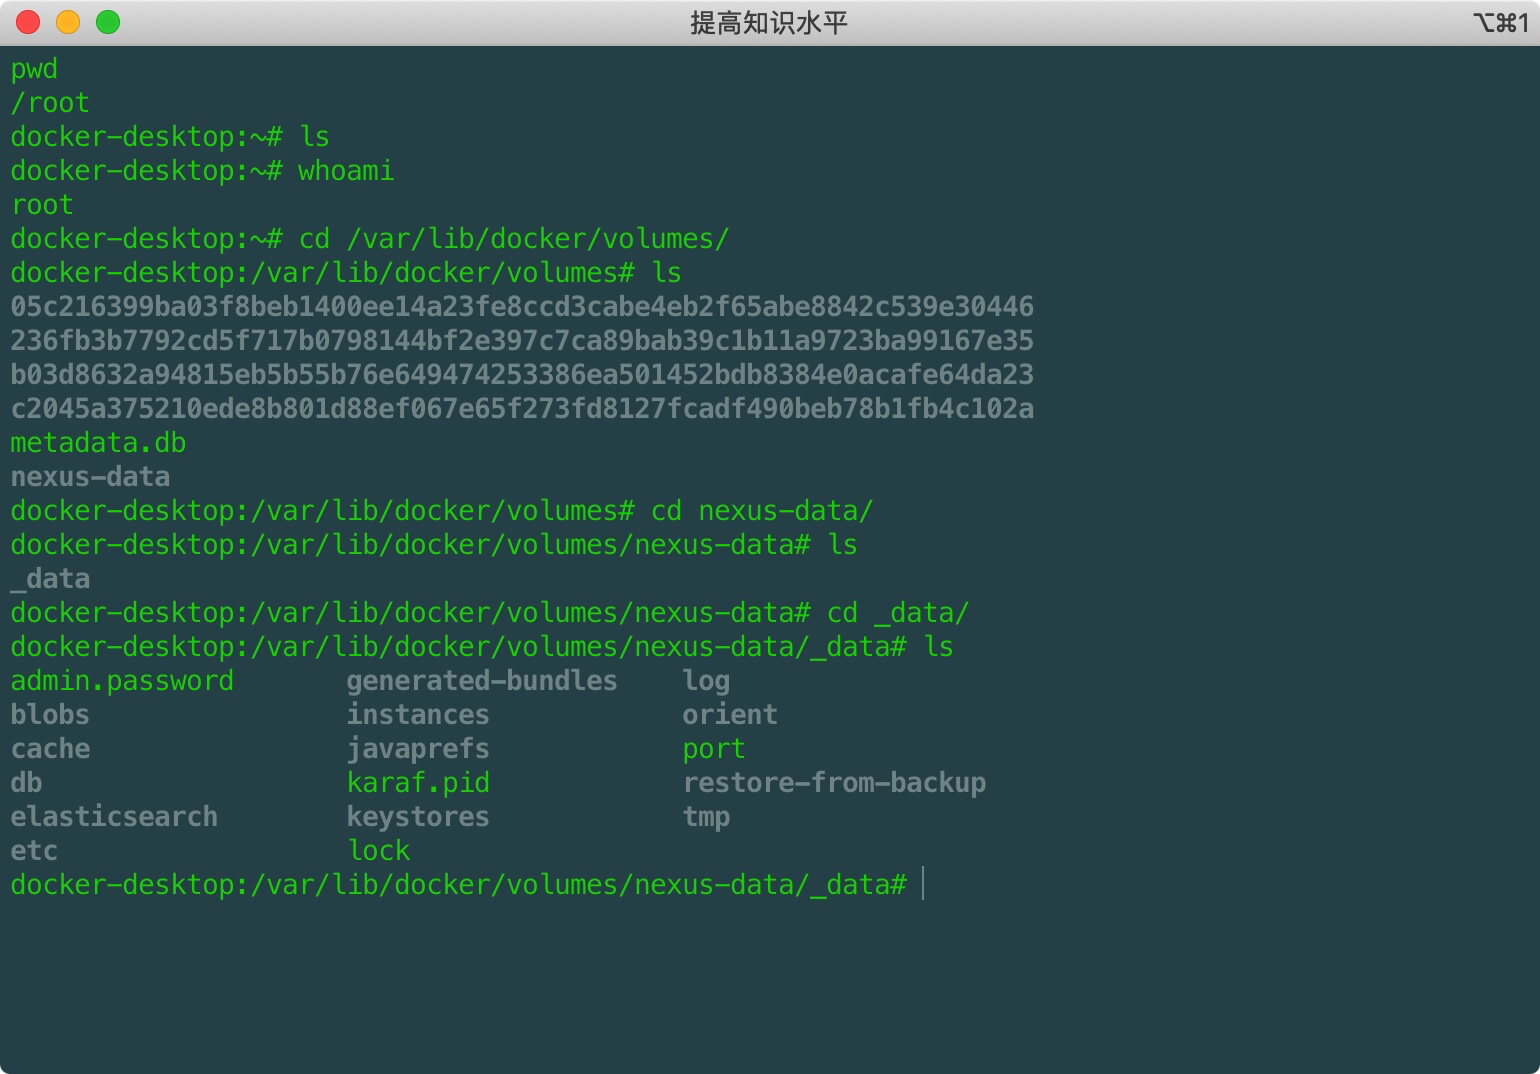 提高知识水平
⌥⌘1
pwd
/root
docker-desktop:~# ls
docker-desktop:~# whoami
root
docker-desktop:~# cd /var/lib/docker/volumes/
docker-desktop:/var/lib/docker/volumes# ls
05c216399ba03f8beb1400ee14a23fe8ccd3cabe4eb2f65abe8842c539e30446
236fb3b7792cd5f717b0798144bf2e397c7ca89bab39c1b11a9723ba99167e35
b03d8632a94815eb5b55b76e649474253386ea501452bdb8384e0acafe64da23
c2045a375210ede8b801d88ef067e65f273fd8127fcadf490beb78b1fb4c102a
metadata.db
nexus-data
docker-desktop:/var/lib/docker/volumes# cd nexus-data/
docker-desktop:/var/lib/docker/volumes/nexus-data# ls
_data
docker-desktop:/var/lib/docker/volumes/nexus-data# cd _data/
docker-desktop:/var/lib/docker/volumes/nexus-data/_data# ls
admin.password generated-bundles log
blobs instances orient
cache javaprefs port
db karaf.pid restore-from-backup
elasticsearch keystores tmp
etc lock
docker-desktop:/var/lib/docker/volumes/nexus-data/_data#